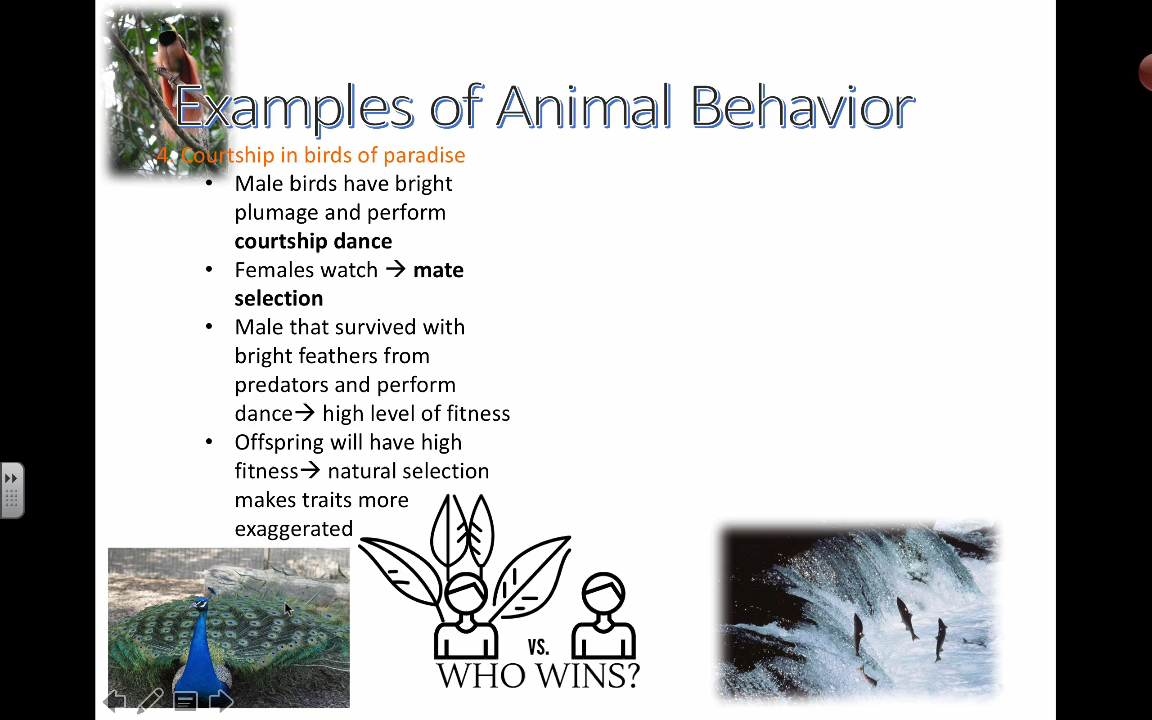 Examples of Animal Behavior
4. Courtship in birds of paradise
• Male birds have bright
plumage and perform
courtship dance
• Females watch → mate
selection
• Male that survived with
bright feathers from
predators and perform
dance→ high level of fitness
• Offspring will have high
fitness→ natural selection
makes traits more
exaggerated
VS.
WHO WINS?